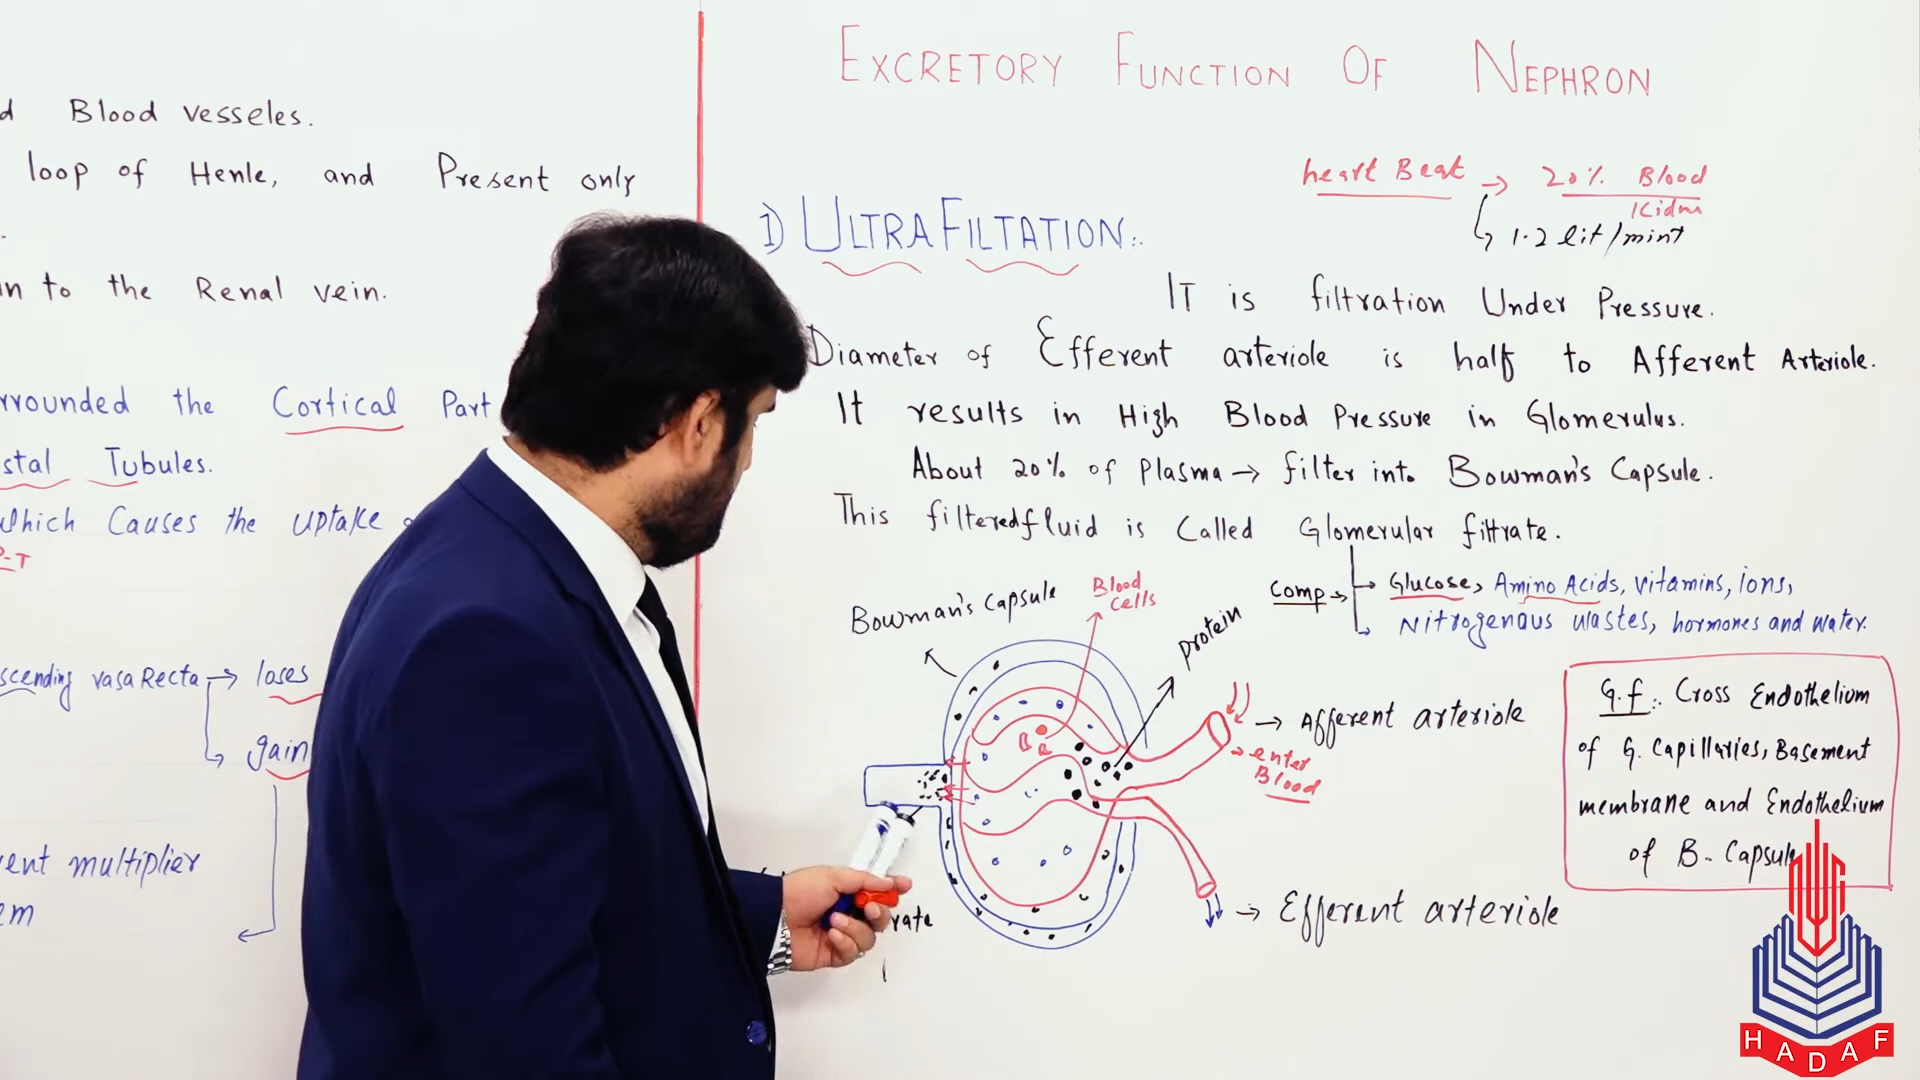 d Blood vesseles.
loop of Henle, and Present only
.
in to the Renal vein.
rrounded the Cortical Part
stal Tubules.
which Causes the uptake
P-T
scending vasa Recta → loses
gain
ent multiplier
em
EXCRETORY FUNCTION OF NEPHRON
heart Beat → 20% Blood
Kidn
1.2 lit/mint
1) ULTRAFILTATION:.
IT is filtration Under Pressure.
Diameter of Efferent arteriole is half to Afferent Arteriole.
It results in High Blood Pressure in Glomerulus.
About 20% of Plasma → filter into Bowman's Capsule.
This filteredfluid is Called Glomerular filtrate.
Comp → Glucose, Amino Acids, vitamins, ions,
Nitrogenous wastes, hormones and water.
Bowman's Capsule
Blood
Cells
Protein
B
R
→ Afferent arteriole
→ enter
Blood
→ Efferent arteriole
rate
G.f:. Cross Endothelium
of G. Capillaries, Basement
membrane and Endothelium
of B. Capsule
HADAF